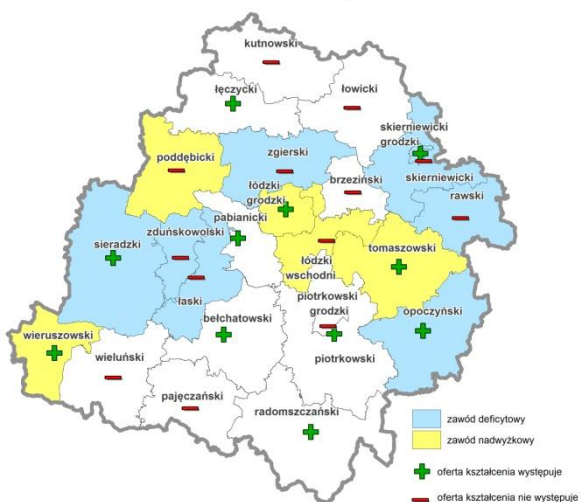 kutnowski
łęczycki
łowicki
skierniewicki
grodzki
poddębicki
zgierski
brzeziński
skierniewicki
rawski
łódzki
grodzki
pabianicki
zduńskowolski
sieradzki
łódzki
wschodni
tomaszowski
łaski
piotrkowski
grodzki
opoczyński
bełchatowski
wieruszowski
wieluński
piotrkowski
pajęczański
radomszczański
zawód deficytowy
zawód nadwyżkowy
oferta kształcenia występuje
oferta kształcenia nie występuje